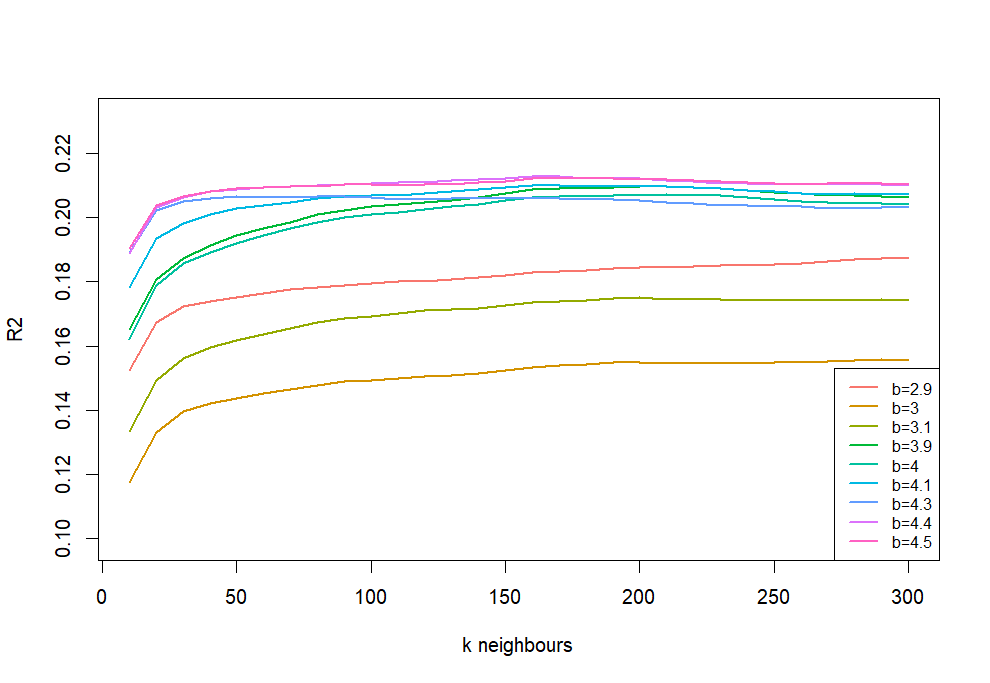 0.22
0.20
0.18
0.16
0.14
0.12
0.10
R2
0 50 100 150 200 250 300
k neighbours
b=2.9
b=3
b=3.1
b=3.9
b=4
b=4.1
b=4.3
b=4.4
b=4.5